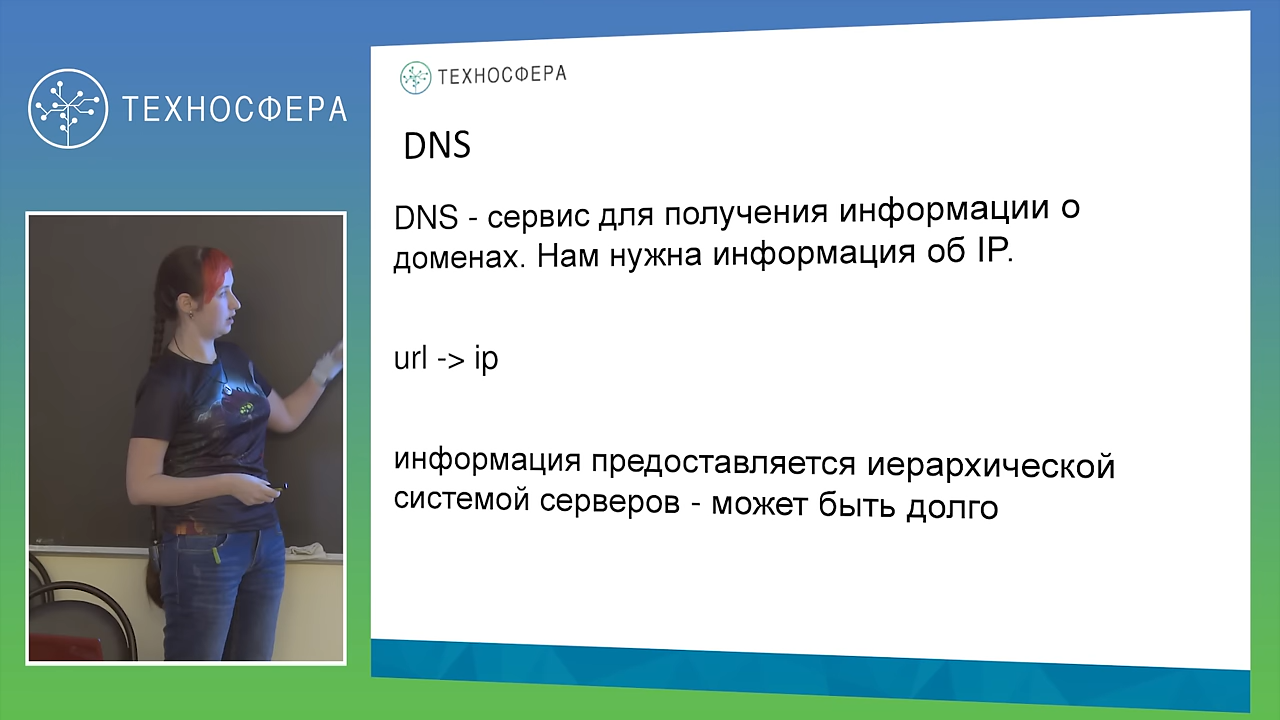 ТЕХНОСФЕРА
ТЕХНОСФЕРА
DNS
DNS - сервис для получения информации о
доменах. Нам нужна информация об IP.
url -> ip
информация предоставляется иерархической
системой серверов - может быть долго